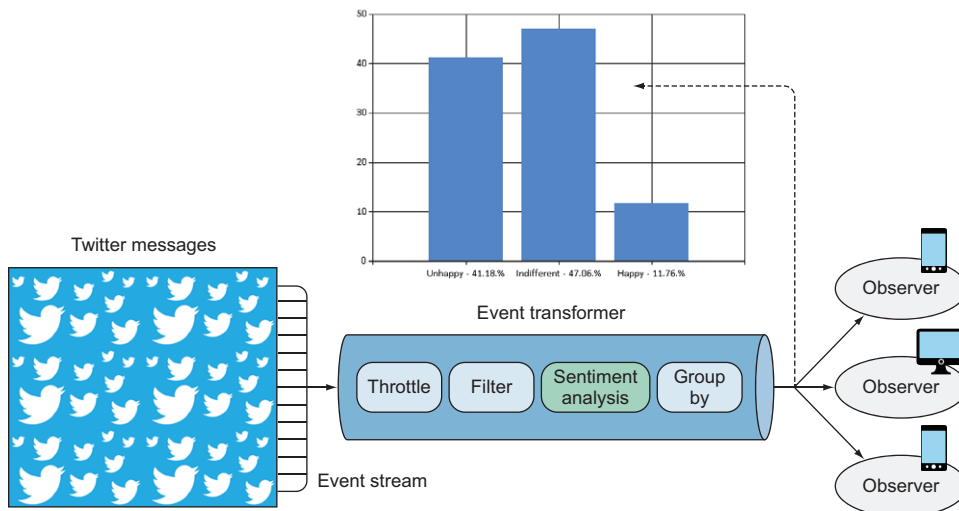 50
40
30
20
10
0
Unhappy - 41.18.%
Indifferent - 47.06.%
Happy - 11.76.%
Twitter messages
Event transformer
Throttle
Filter
Sentiment
analysis
Group
by
Event stream
Observer
Observer
Observer